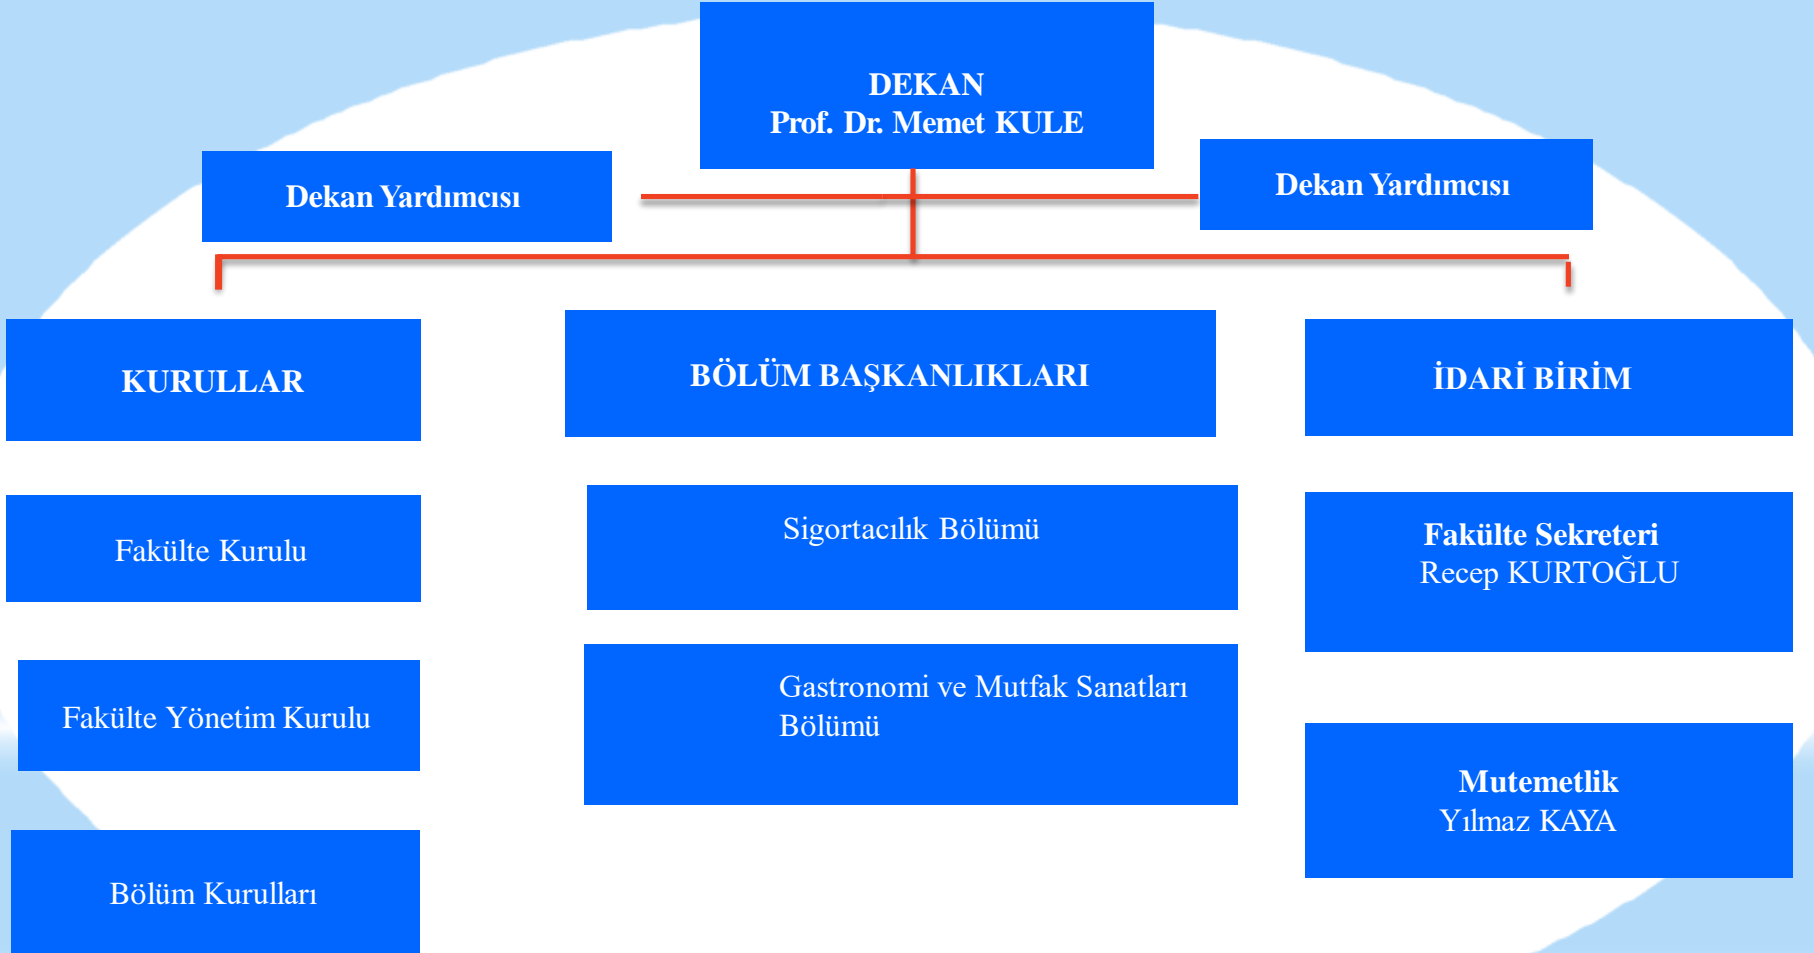 DEKAN
Prof. Dr. Memet KULE
Dekan Yardımcısı
Dekan Yardımcısı
KURULLAR
BÖLÜM BAŞKANLIKLARI
İDARİ BİRİM
Fakülte Kurulu
Sigortacılık Bölümü
Fakülte Sekreteri
Recep KURTOĞLU
Fakülte Yönetim Kurulu
Gastronomi ve Mutfak Sanatları
Bölümü
Mutemetlik
Yılmaz KAYA
Bölüm Kurulları